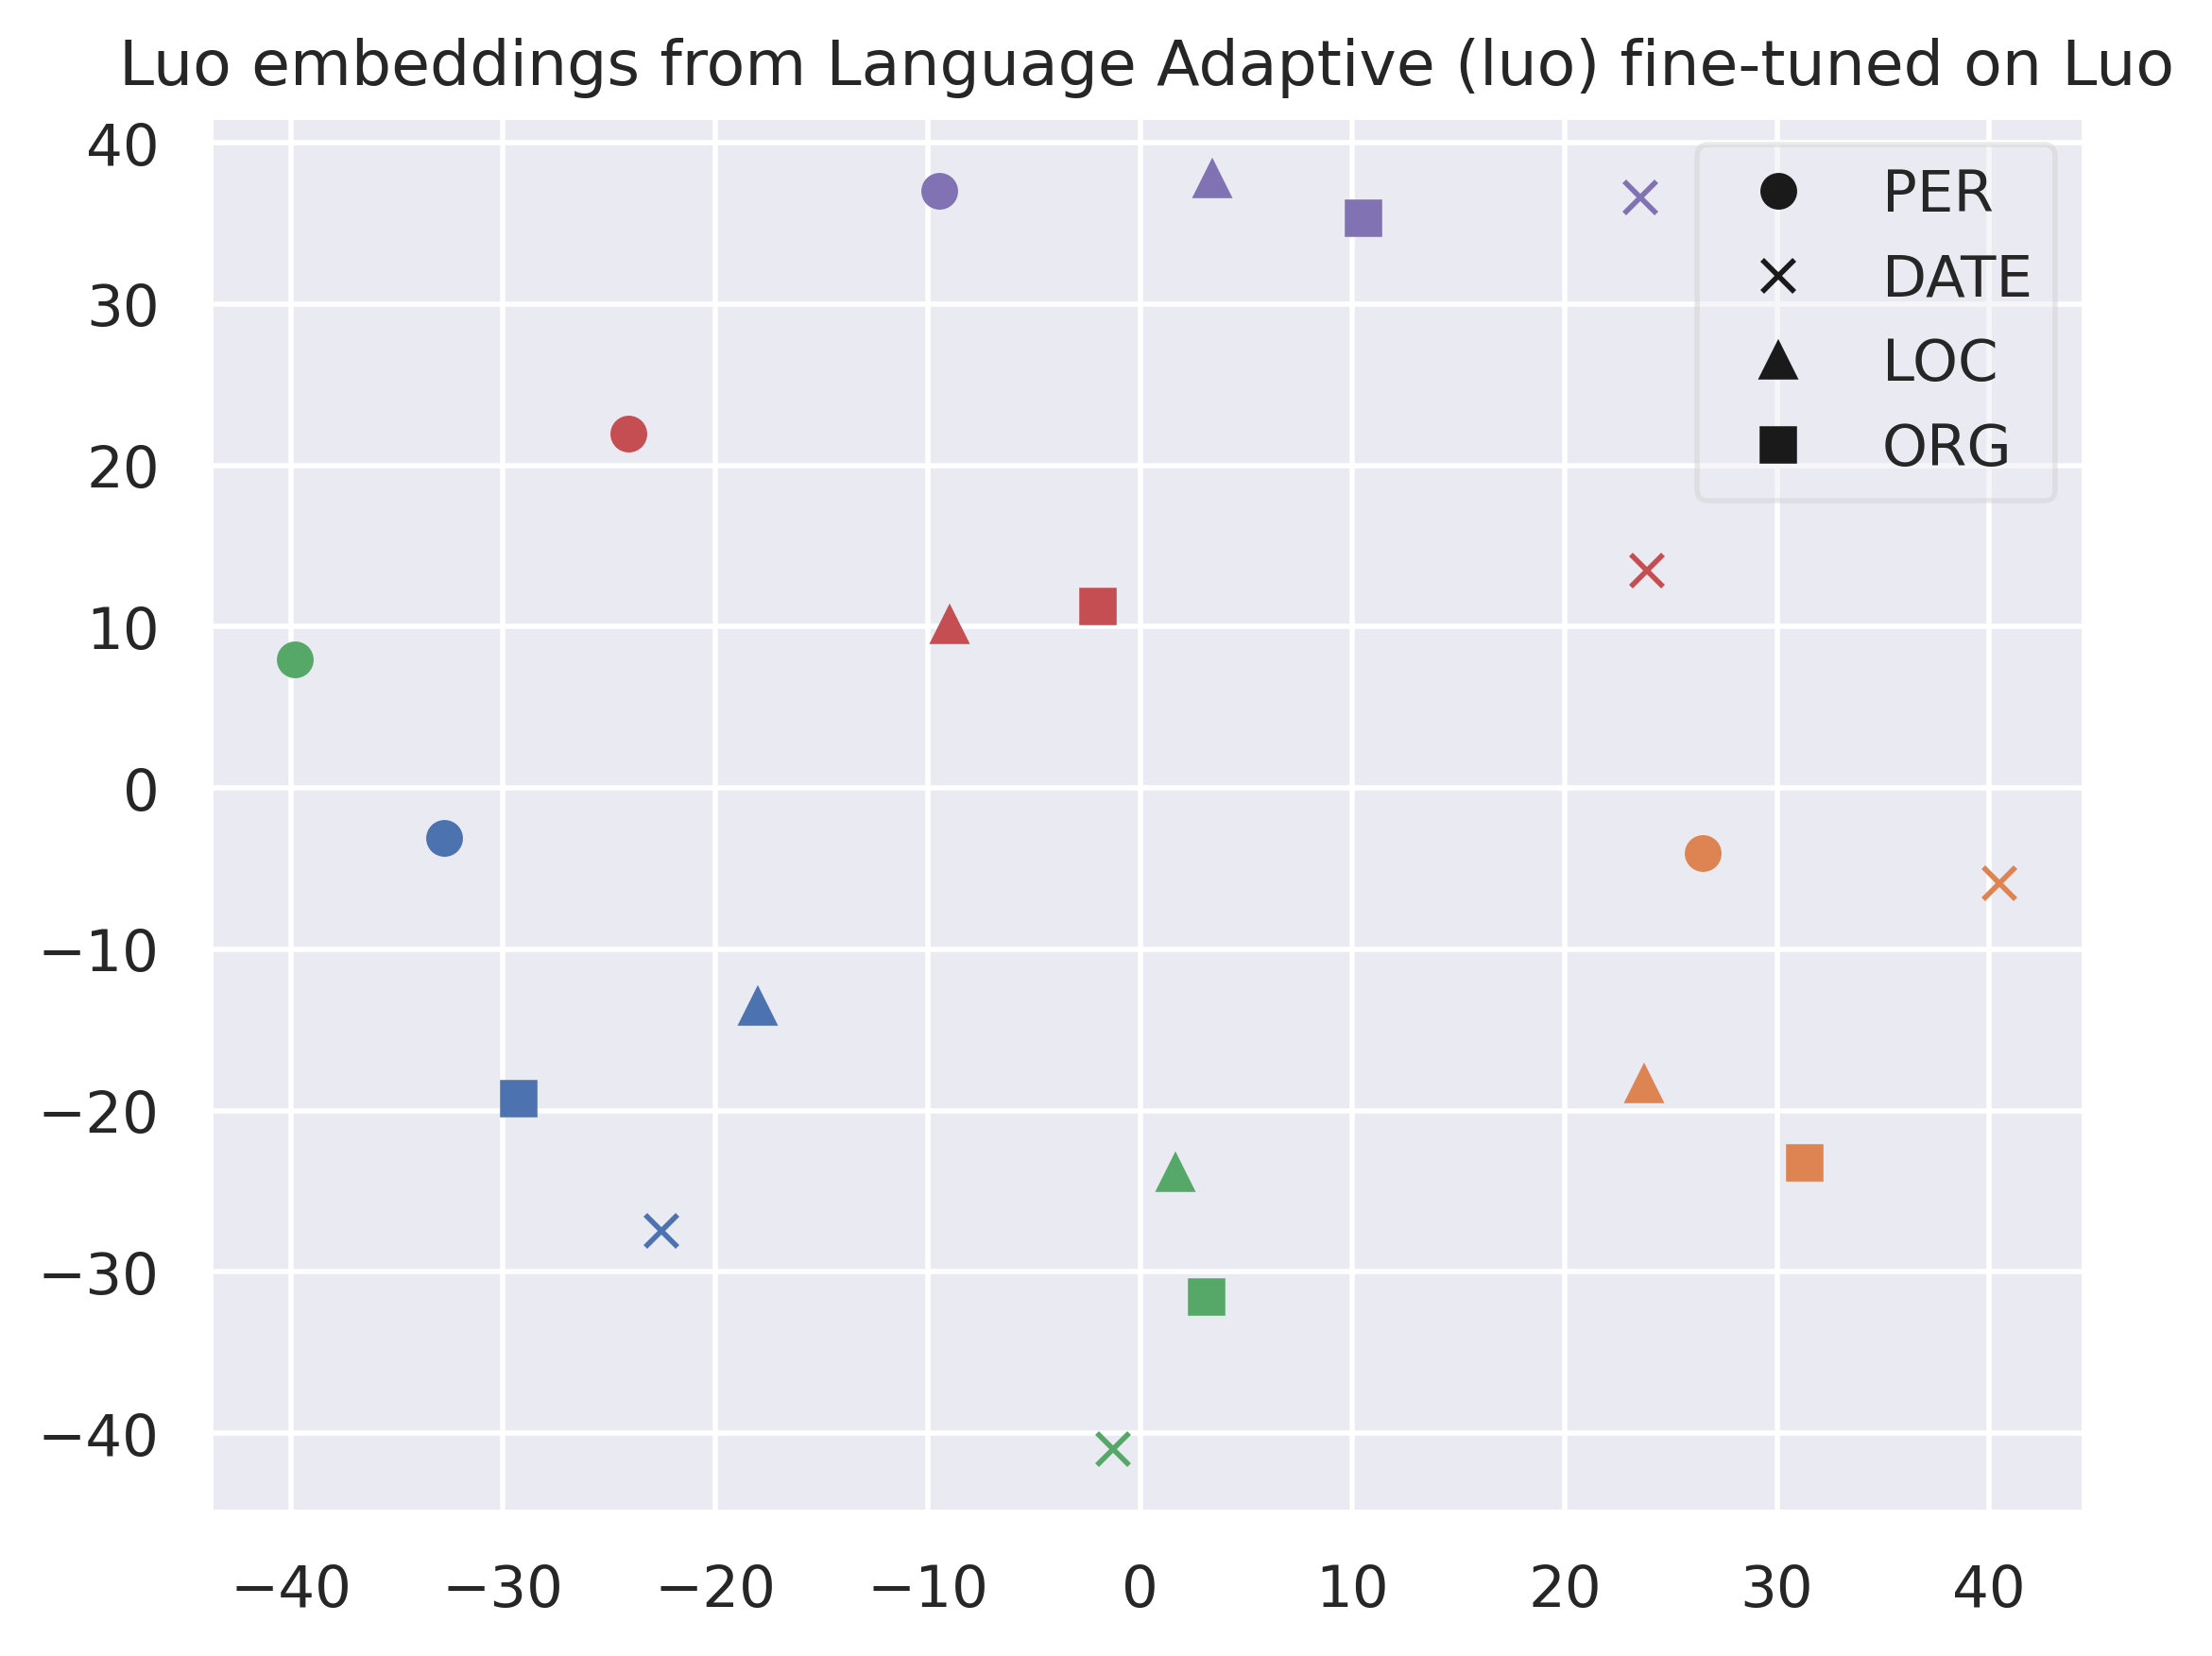 Luo embeddings from Language Adaptive (luo) fine-tuned on Luo
40
30
20
10
0
−10
−20
−30
−40
−40 −30 −20 −10 0 10 20 30 40
PER
DATE
LOC
ORG